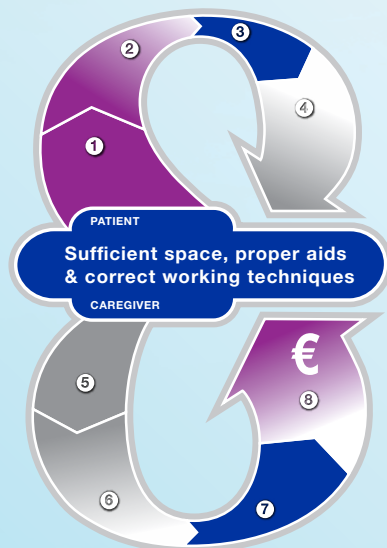 2
3
1
4
PATIENT
Sufficient space, proper aids
& correct working techniques
CAREGIVER
€
5
8
6
7